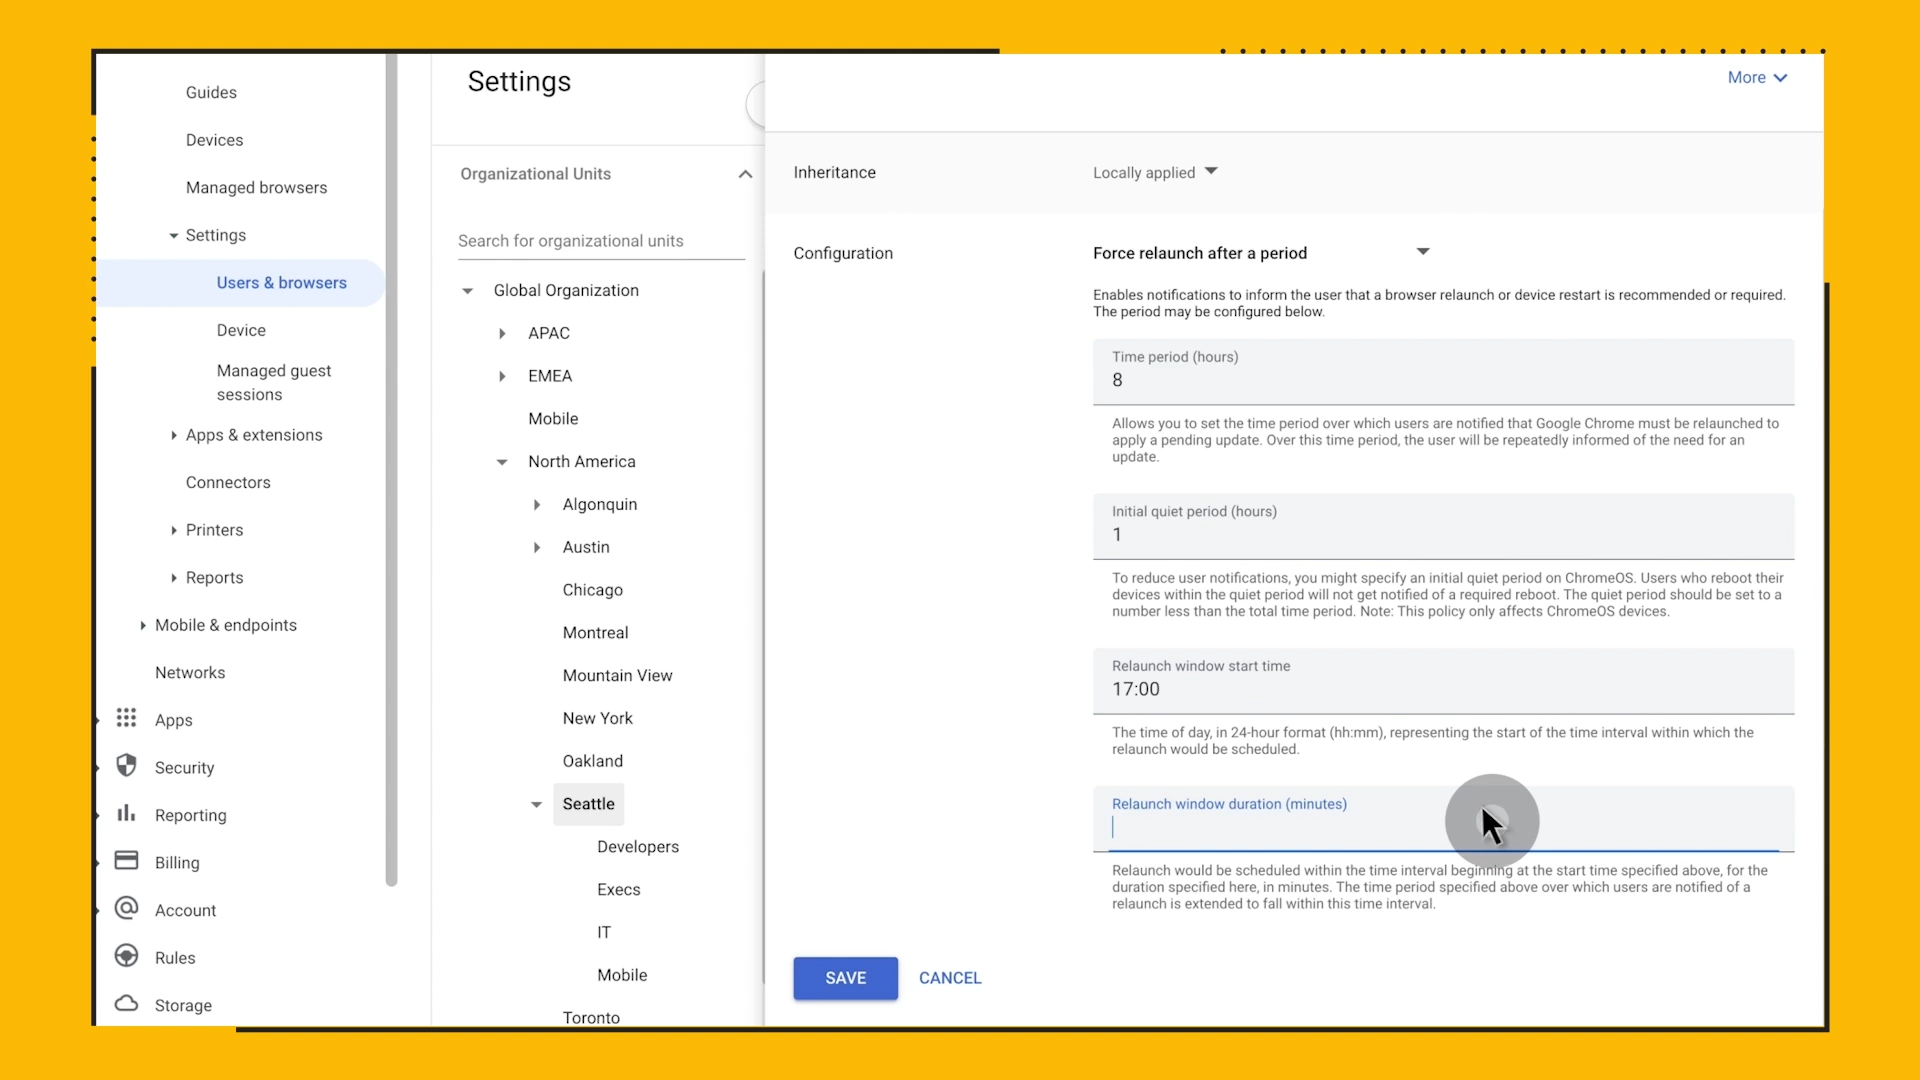 Guides
Devices
Managed browsers
Settings
Users & browsers
Device
Managed guest
sessions
Apps & extensions
Connectors
Printers
Reports
Mobile & endpoints
Networks
Apps
Security
Reporting
Billing
Account
Rules
Storage
Settings
Organizational Units
Search for organizational units
Global Organization
APAC
EMEA
Mobile
North America
Algonquin
Austin
Chicago
Montreal
Mountain View
New York
Oakland
Seattle
Developers
Execs
IT
Mobile
Toronto
More
Inheritance
Locally applied
Configuration
Force relaunch after a period
Enables notifications to inform the user that a browser relaunch or device restart is recommended or required.
The period may be configured below.
Time period (hours)
8
Allows you to set the time period over which users are notified that Google Chrome must be relaunched to
apply a pending update. Over this time period, the user will be repeatedly informed of the need for an
update.
Initial quiet period (hours)
1
To reduce user notifications, you might specify an initial quiet period on ChromeOS. Users who reboot their
devices within the quiet period will not get notified of a required reboot. The quiet period should be set to a
number less than the total time period. Note: This policy only affects ChromeOS devices.
Relaunch window start time
17:00
The time of day, in 24-hour format (hh:mm), representing the start of the time interval within which the
relaunch would be scheduled.
Relaunch window duration (minutes)
Relaunch would be scheduled within the time interval beginning at the start time specified above, for the
duration specified here, in minutes. The time period specified above over which users are notified of a
relaunch is extended to fall within this time interval.
SAVE
CANCEL